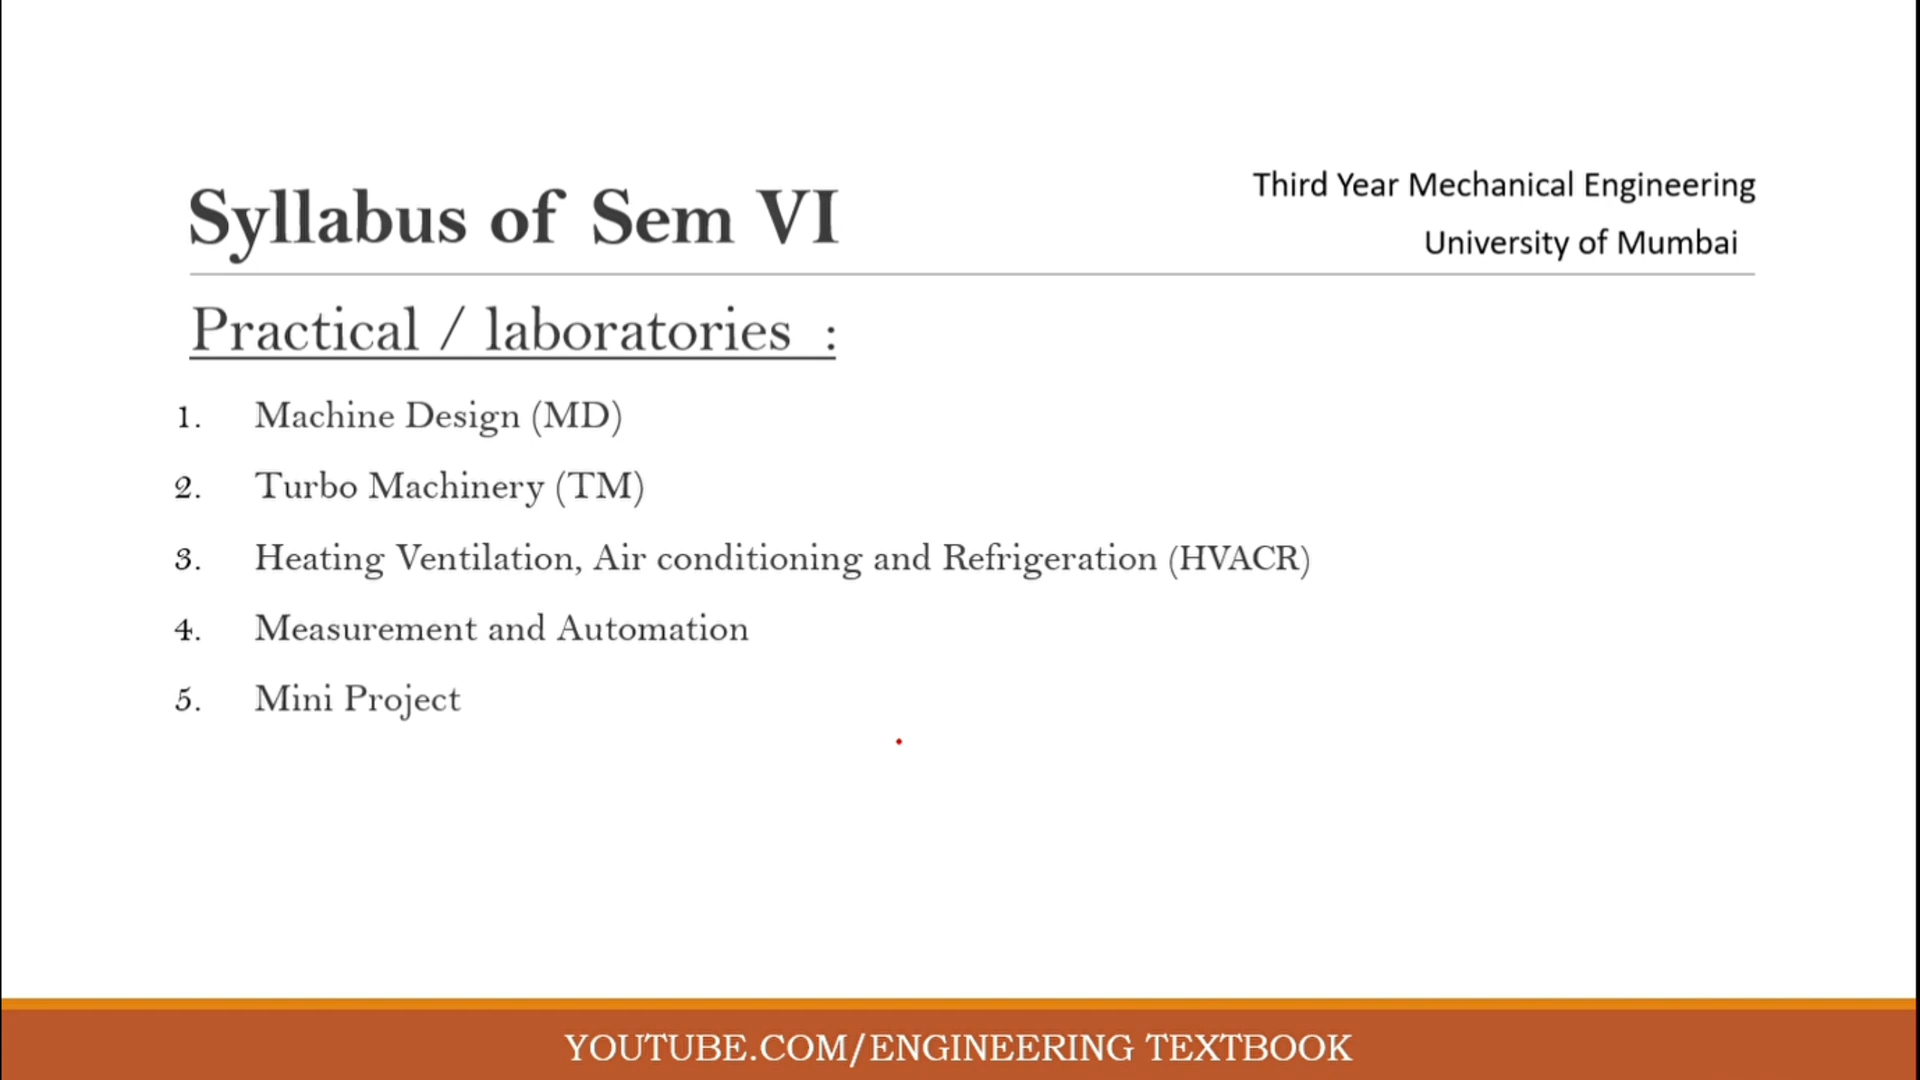 Syllabus of Sem VI
Third Year Mechanical Engineering
University of Mumbai
Practical / laboratories :
1. Machine Design (MD)
2. Turbo Machinery (TM)
3. Heating Ventilation, Air conditioning and Refrigeration (HVACR)
4. Measurement and Automation
5. Mini Project
YOUTUBE.COM/ENGINEERING TEXTBOOK